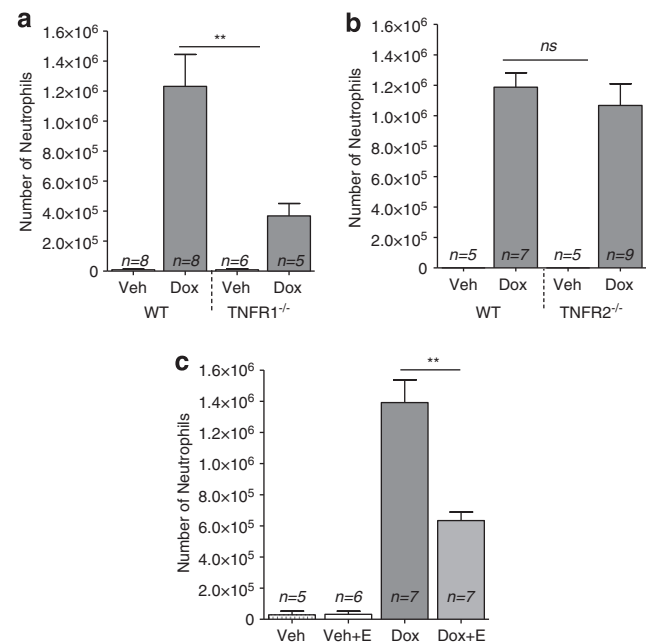 a
Number of Neutrophils
1.6×10⁶
1.4×10⁶
1.2×10⁶
1.0×10⁶
8.0×10⁵
6.0×10⁵
4.0×10⁵
2.0×10⁵
0
**
n=8 n=8 n=6 n=5
Veh Dox Veh Dox
WT TNFR1⁻/⁻
b
Number of Neutrophils
1.6×10⁶
1.4×10⁶
1.2×10⁶
1.0×10⁶
8.0×10⁵
6.0×10⁵
4.0×10⁵
2.0×10⁵
0
ns
n=5 n=7 n=5 n=9
Veh Dox Veh Dox
WT TNFR2⁻/⁻
c
Number of Neutrophils
1.6×10⁶
1.4×10⁶
1.2×10⁶
1.0×10⁶
8.0×10⁵
6.0×10⁵
4.0×10⁵
2.0×10⁵
0
**
n=5 n=6 n=7 n=7
Veh Veh+E Dox Dox+E